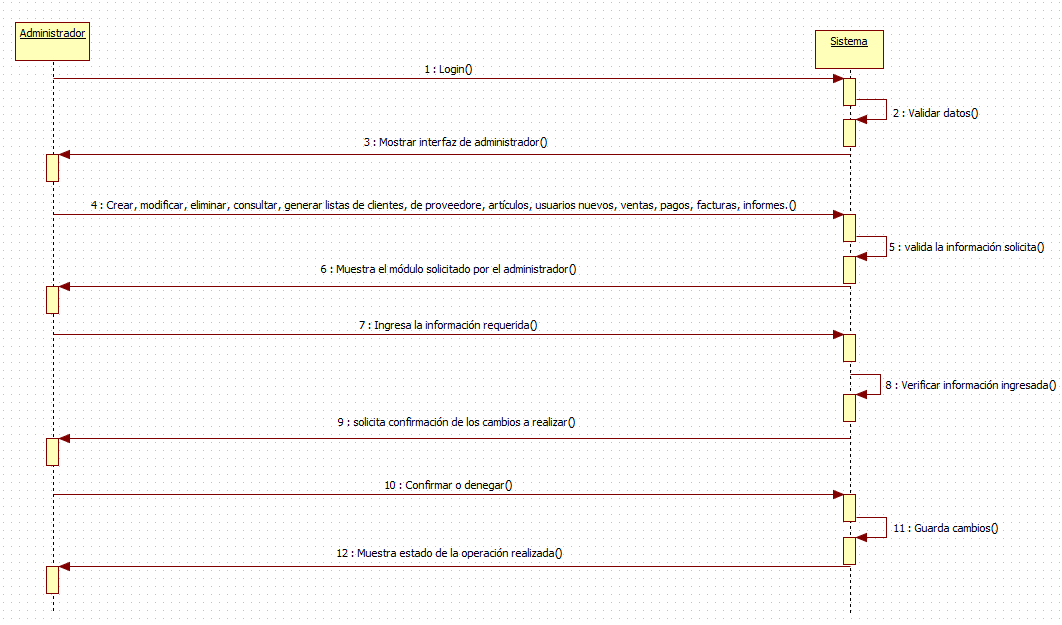 Administrador
Sistema
1 : Login()
2 : Validar datos()
3 : Mostrar interfaz de administrador()
4 : Crear, modificar, eliminar, consultar, generar listas de clientes, de proveedore, artículos, usuarios nuevos, ventas, pagos, facturas, informes.()
5 : valida la información solicita()
6 : Muestra el módulo solicitado por el administrador()
7 : Ingresa la información requerida()
8 : Verificar información ingresada()
9 : solicita confirmación de los cambios a realizar()
10 : Confirmar o denegar()
11 : Guarda cambios()
12 : Muestra estado de la operación realizada()